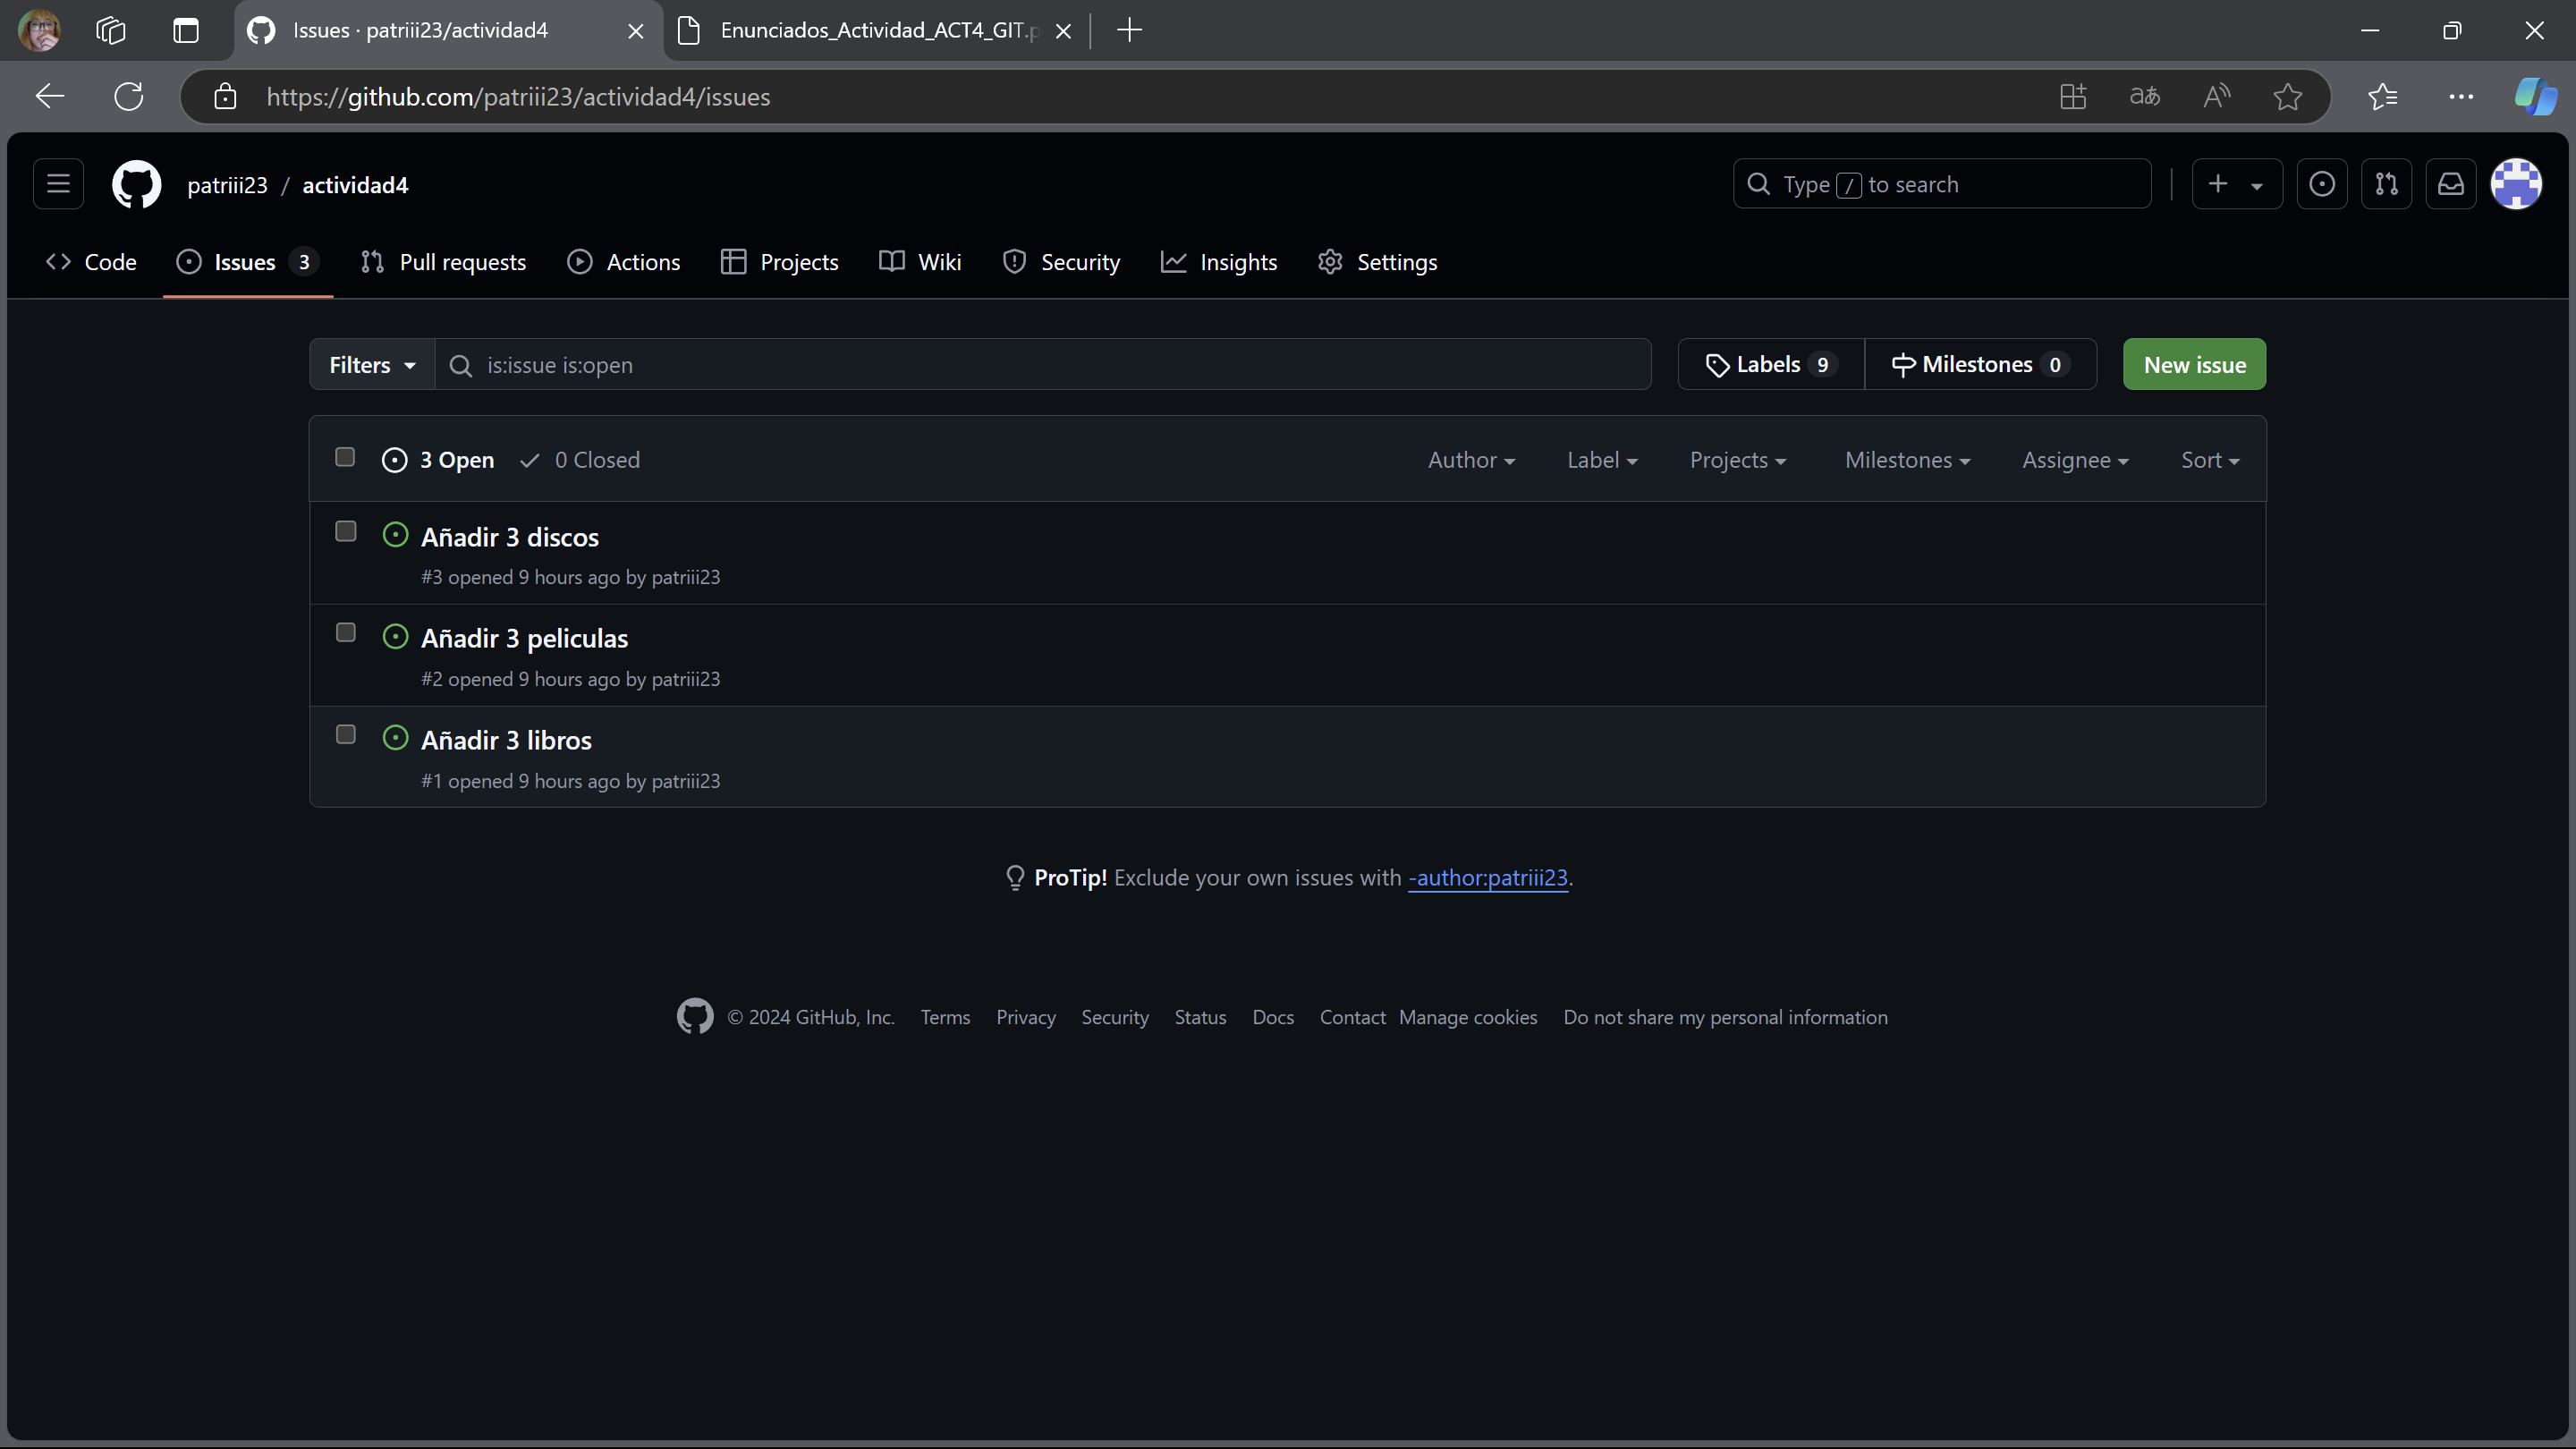 Issues · patriii23/actividad4
Enunciados_Actividad_ACT4_GIT.p
https://github.com/patriii23/actividad4/issues
patriii23 / actividad4
Type / to search
Code
Issues 3
Pull requests
Actions
Projects
Wiki
Security
Insights
Settings
Filters
is:issue is:open
Labels 9
Milestones 0
New issue
3 Open
0 Closed
Author
Label
Projects
Milestones
Assignee
Sort
Añadir 3 discos
#3 opened 9 hours ago by patriii23
Añadir 3 peliculas
#2 opened 9 hours ago by patriii23
Añadir 3 libros
#1 opened 9 hours ago by patriii23
ProTip! Exclude your own issues with -author:patriii23.
© 2024 GitHub, Inc. Terms Privacy Security Status Docs Contact Manage cookies Do not share my personal information